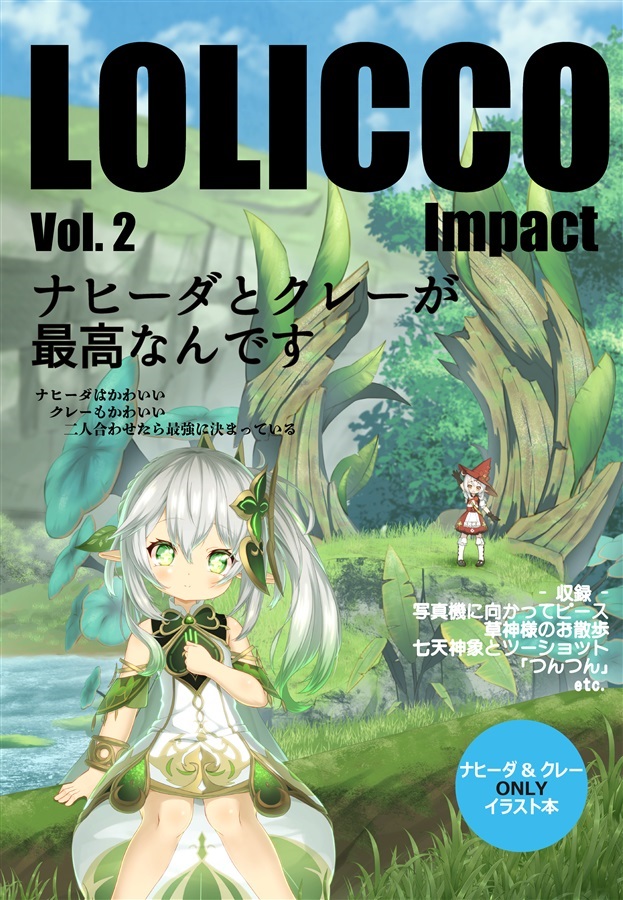 LOLICCO
Vol. 2
Impact
ナヒーダとクレーが
最高なんです
ナヒーダはかわいい
クレーもかわいい
二人合わせたら最強に決まっている
- 収録 -
写真機に向かってピース
草神様のお散歩
七天神象とツーショット
「つんつん」
etc.
ナヒーダ & クレー
ONLY
イラスト本